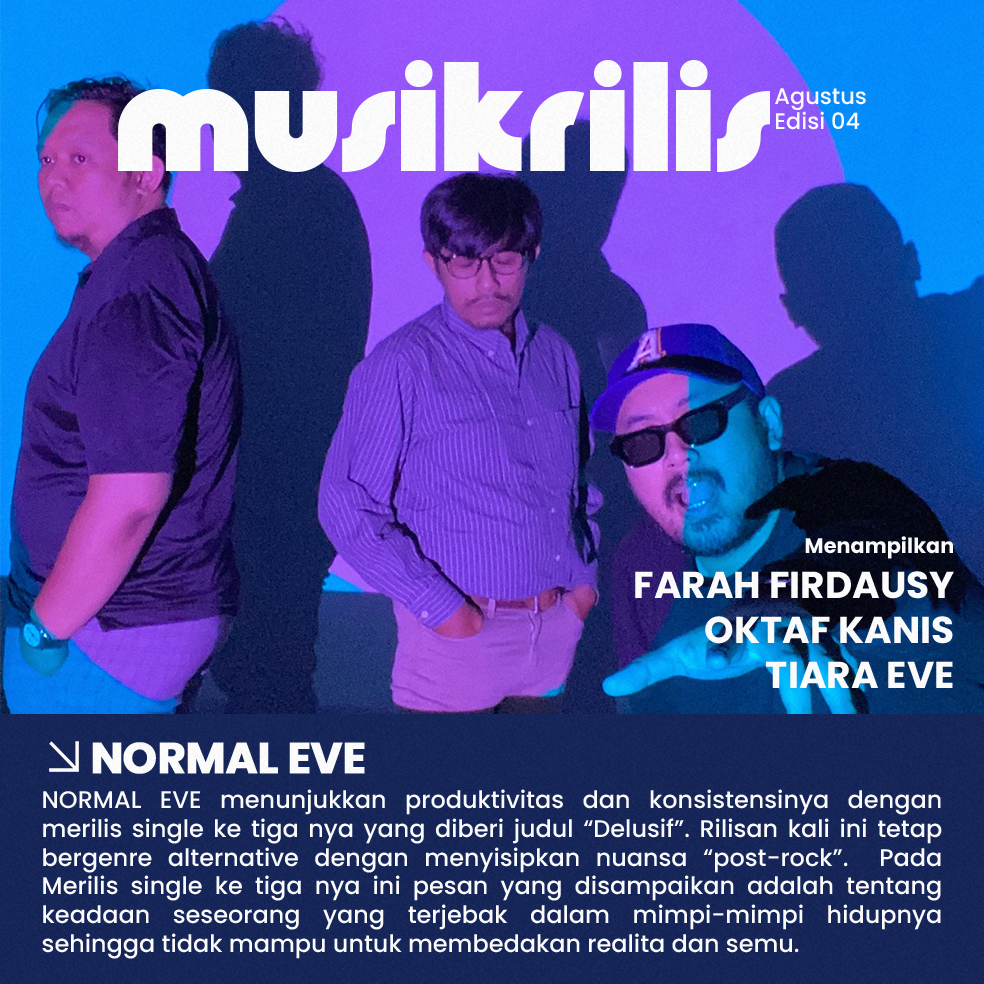 musikrilis
Agustus
Edisi 04
A
Menampilkan
FARAH FIRDAUSY
OKTAF KANIS
TIARA EVE
NORMAL EVE
NORMAL EVE menunjukkan produktivitas dan konsistensinya dengan
merilis single ke tiga nya yang diberi judul “Delusif”. Rilisan kali ini tetap
bergenre alternative dengan menyisipkan nuansa “post-rock”. Pada
Merilis single ke tiga nya ini pesan yang disampaikan adalah tentang
keadaan seseorang yang terjebak dalam mimpi-mimpi hidupnya
sehingga tidak mampu untuk membedakan realita dan semu.